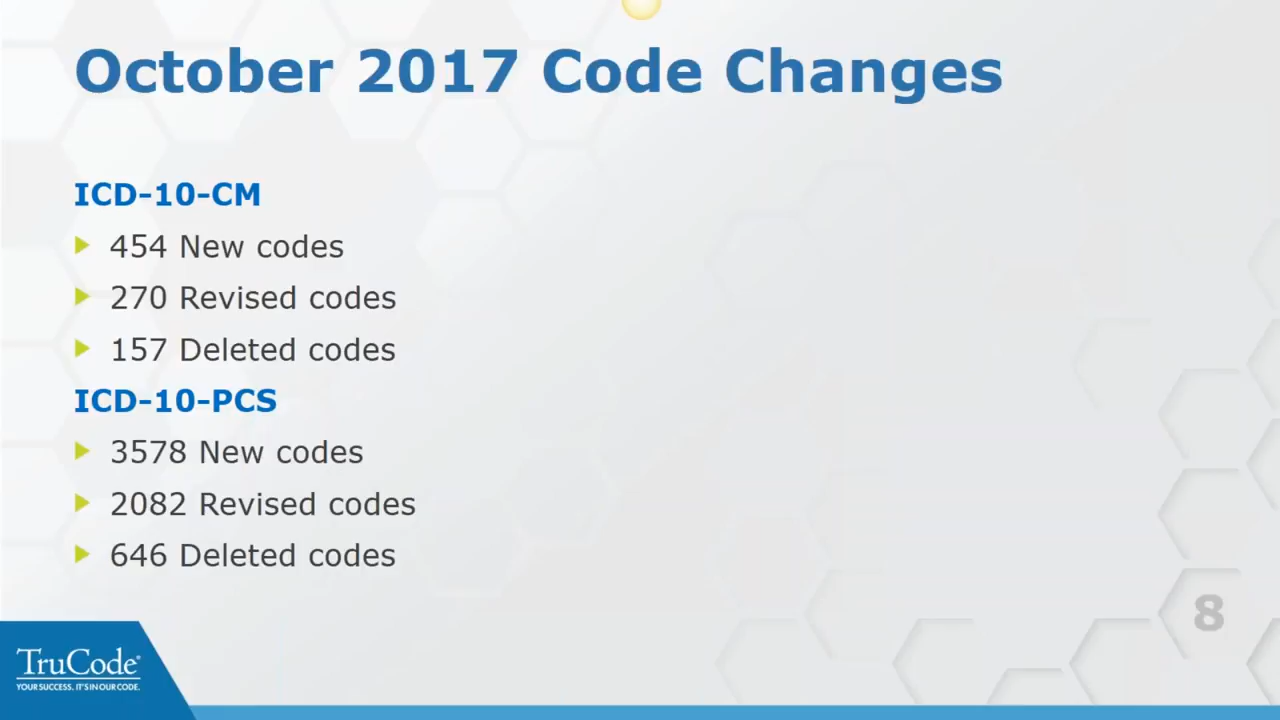 October 2017 Code Changes
ICD-10-CM
454 New codes
270 Revised codes
157 Deleted codes
ICD-10-PCS
3578 New codes
2082 Revised codes
646 Deleted codes
8
TruCode®
YOUR SUCCESS. IT'S IN OUR CODE.